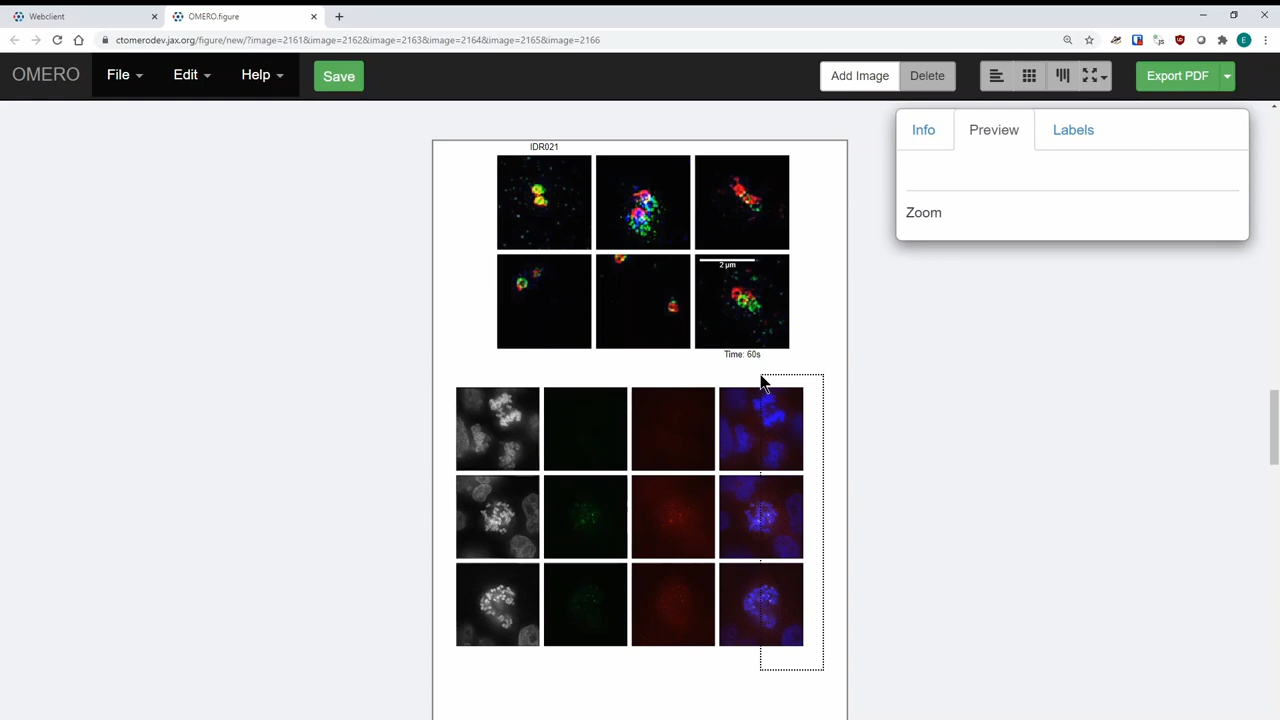 Webclient
OMERO.figure
ctomerodev.jax.org/figure/new/?image=2161&image=2162&image=2163&image=2164&image=2165&image=2166
E
OMERO File Edit Help Save Add Image Delete Export PDF
Info Preview Labels
Zoom
IDR021
2 µm
Time: 60s